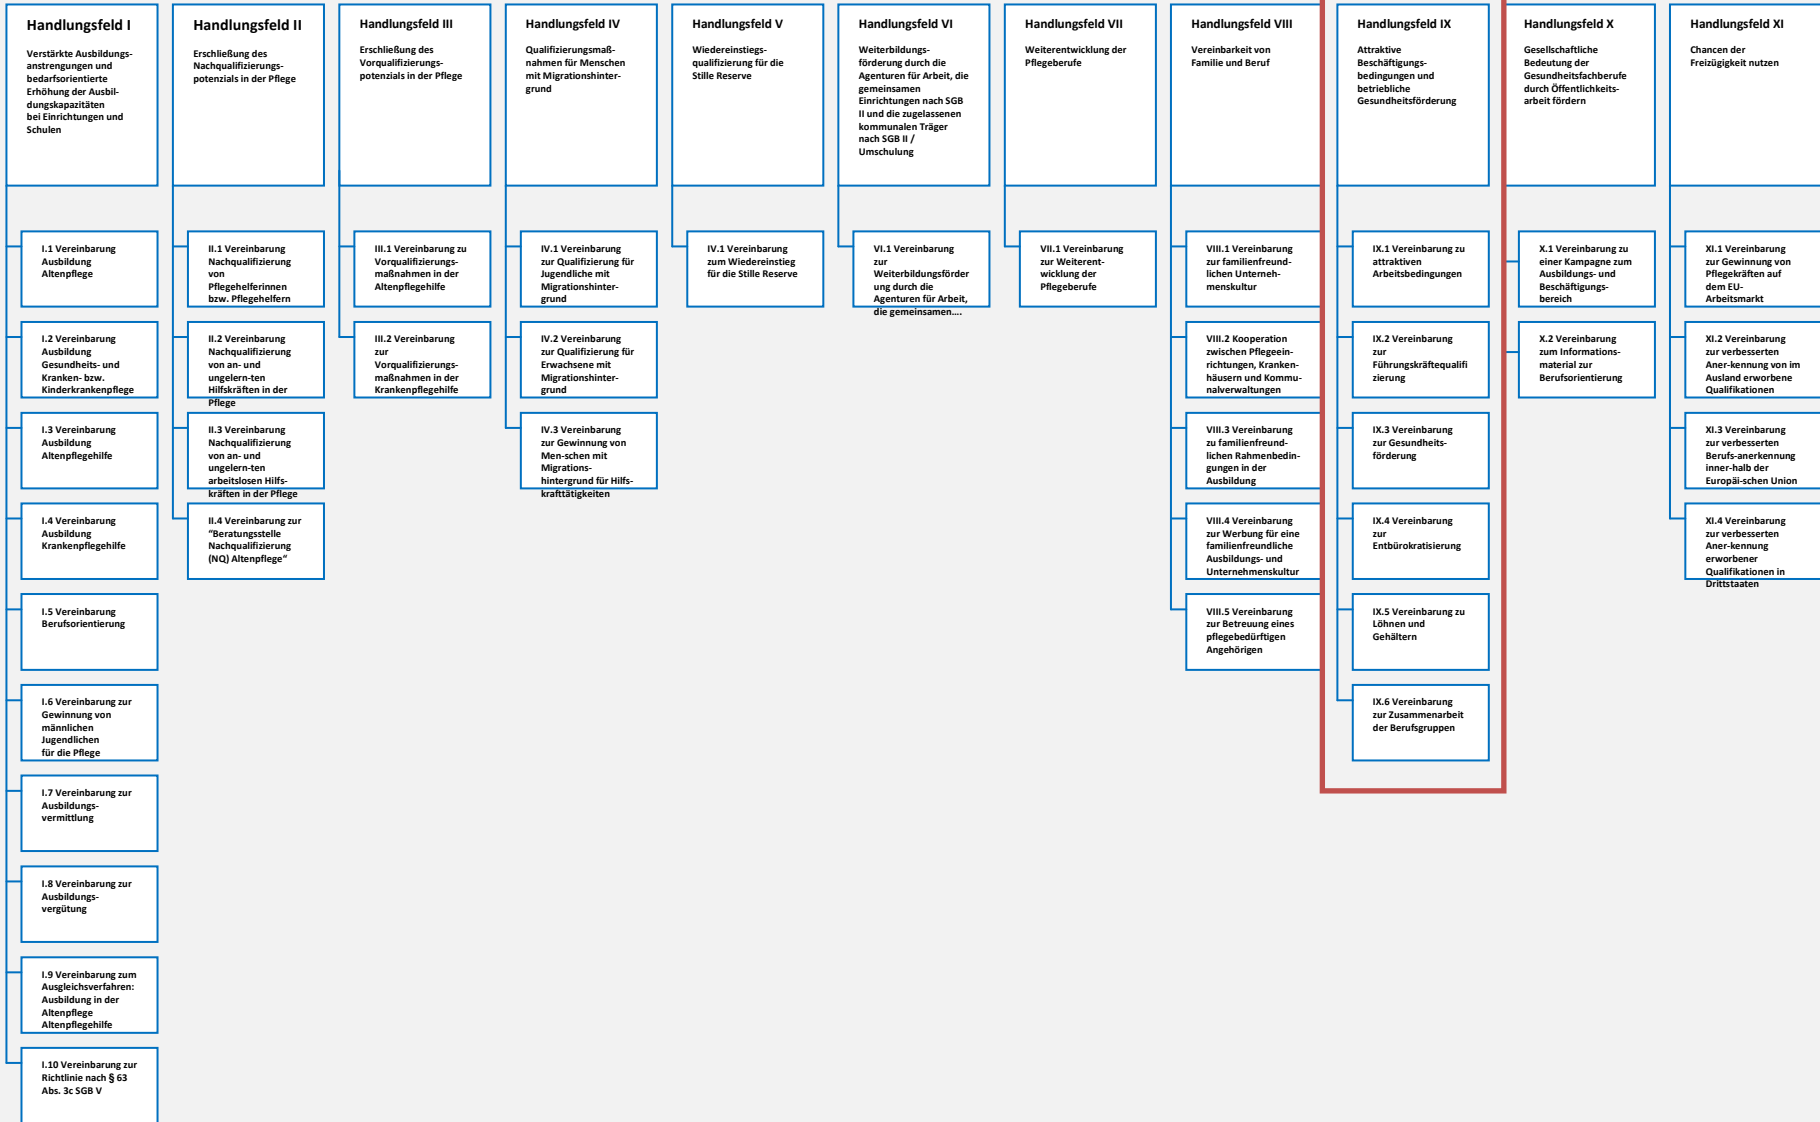 Handlungsfeld I
Verstärkte Ausbildungs-
anstrengungen und
bedarfsorientierte
Erhöhung der Ausbil-
dungskapazitäten
bei Einrichtungen und
Schulen
I.1 Vereinbarung
Ausbildung
Altenpflege
I.2 Vereinbarung
Ausbildung
Gesundheits- und
Kranken- bzw.
Kinderkrankenpflege
I.3 Vereinbarung
Ausbildung
Altenpflegehilfe
I.4 Vereinbarung
Ausbildung
Krankenpflegehilfe
I.5 Vereinbarung
Berufsorientierung
I.6 Vereinbarung zur
Gewinnung von
männlichen
Jugendlichen
für die Pflege
I.7 Vereinbarung zur
Ausbildungs-
vermittlung
I.8 Vereinbarung zur
Ausbildungs-
vergütung
I.9 Vereinbarung zum
Ausgleichsverfahren:
Ausbildung in der
Altenpflege
Altenpflegehilfe
I.10 Vereinbarung zur
Richtlinie nach § 63
Abs. 3c SGB V
Handlungsfeld II
Erschließung des
Nachqualifizierungs-
potenzials in der Pflege
II.1 Vereinbarung
Nachqualifizierung
von
Pflegehelferinnen
bzw. Pflegehelfern
II.2 Vereinbarung
Nachqualifizierung
von an- und
ungelern-ten
Hilfskräften in der
Pflege
II.3 Vereinbarung
Nachqualifizierung
von an- und
ungelern-ten
arbeitslosen Hilfs-
kräften in der Pflege
II.4 Vereinbarung zur
"Beratungsstelle
Nachqualifizierung
(NQ) Altenpflege“
Handlungsfeld III
Erschließung des
Vorqualifizierungs-
potenzials in der Pflege
III.1 Vereinbarung zu
Vorqualifizierungs-
maßnahmen in der
Altenpflegehilfe
III.2 Vereinbarung
zur
Vorqualifizierungs-
maßnahmen in der
Krankenpflegehilfe
Handlungsfeld IV
Qualifizierungsmaß-
nahmen für Menschen
mit Migrationshinter-
grund
IV.1 Vereinbarung
zur Qualifizierung für
Jugendliche mit
Migrationshinter-
grund
IV.2 Vereinbarung
zur Qualifizierung für
Erwachsene mit
Migrationshinter-
grund
IV.3 Vereinbarung
zur Gewinnung von
Men-schen mit
Migrations-
hintergrund für Hilfs-
krafttätigkeiten
Handlungsfeld V
Wiedereinstiegs-
qualifizierung für die
Stille Reserve
IV.1 Vereinbarung
zum Wiedereinstieg
für die Stille Reserve
Handlungsfeld VI
Weiterbildungs-
förderung durch die
Agenturen für Arbeit, die
gemeinsamen
Einrichtungen nach SGB
II und die zugelassenen
kommunalen Träger
nach SGB II /
Umschulung
VI.1 Vereinbarung
zur
Weiterbildungsförder
ung durch die
Agenturen für Arbeit,
die gemeinsamen....
Handlungsfeld VII
Weiterentwicklung der
Pflegeberufe
VII.1 Vereinbarung
zur Weiterent-
wicklung der
Pflegeberufe
Handlungsfeld VIII
Vereinbarkeit von
Familie und Beruf
VIII.1 Vereinbarung
zur familienfreund-
lichen Unterneh-
menskultur
VIII.2 Kooperation
zwischen Pflegeein-
richtungen, Kranken-
häusern und Kommu-
nalverwaltungen
VIII.3 Vereinbarung
zu familienfreund-
lichen Rahmenbedin-
gungen in der
Ausbildung
VIII.4 Vereinbarung
zur Werbung für eine
familienfreundliche
Ausbildungs- und
Unternehmenskultur
VIII.5 Vereinbarung
zur Betreuung eines
pflegebedürftigen
Angehörigen
Handlungsfeld IX
Attraktive
Beschäftigungs-
bedingungen und
betriebliche
Gesundheitsförderung
IX.1 Vereinbarung zu
attraktiven
Arbeitsbedingungen
IX.2 Vereinbarung
zur
Führungskräftequalifi
zierung
IX.3 Vereinbarung
zur Gesundheits-
förderung
IX.4 Vereinbarung
zur
Entbürokratisierung
IX.5 Vereinbarung zu
Löhnen und
Gehältern
IX.6 Vereinbarung
zur Zusammenarbeit
der Berufsgruppen
Handlungsfeld X
Gesellschaftliche
Bedeutung der
Gesundheitsfachberufe
durch Öffentlichkeits-
arbeit fördern
X.1 Vereinbarung zu
einer Kampagne zum
Ausbildungs- und
Beschäftigungs-
bereich
X.2 Vereinbarung
zum Informations-
material zur
Berufsorientierung
Handlungsfeld XI
Chancen der
Freizügigkeit nutzen
XI.1 Vereinbarung
zur Gewinnung von
Pflegekräften auf
dem EU-
Arbeitsmarkt
XI.2 Vereinbarung
zur verbesserten
Aner-kennung von im
Ausland erworbene
Qualifikationen
XI.3 Vereinbarung
zur verbesserten
Berufs-anerkennung
inner-halb der
Europäi-schen Union
XI.4 Vereinbarung
zur verbesserten
Aner-kennung
erworbener
Qualifikationen in
Drittstaaten